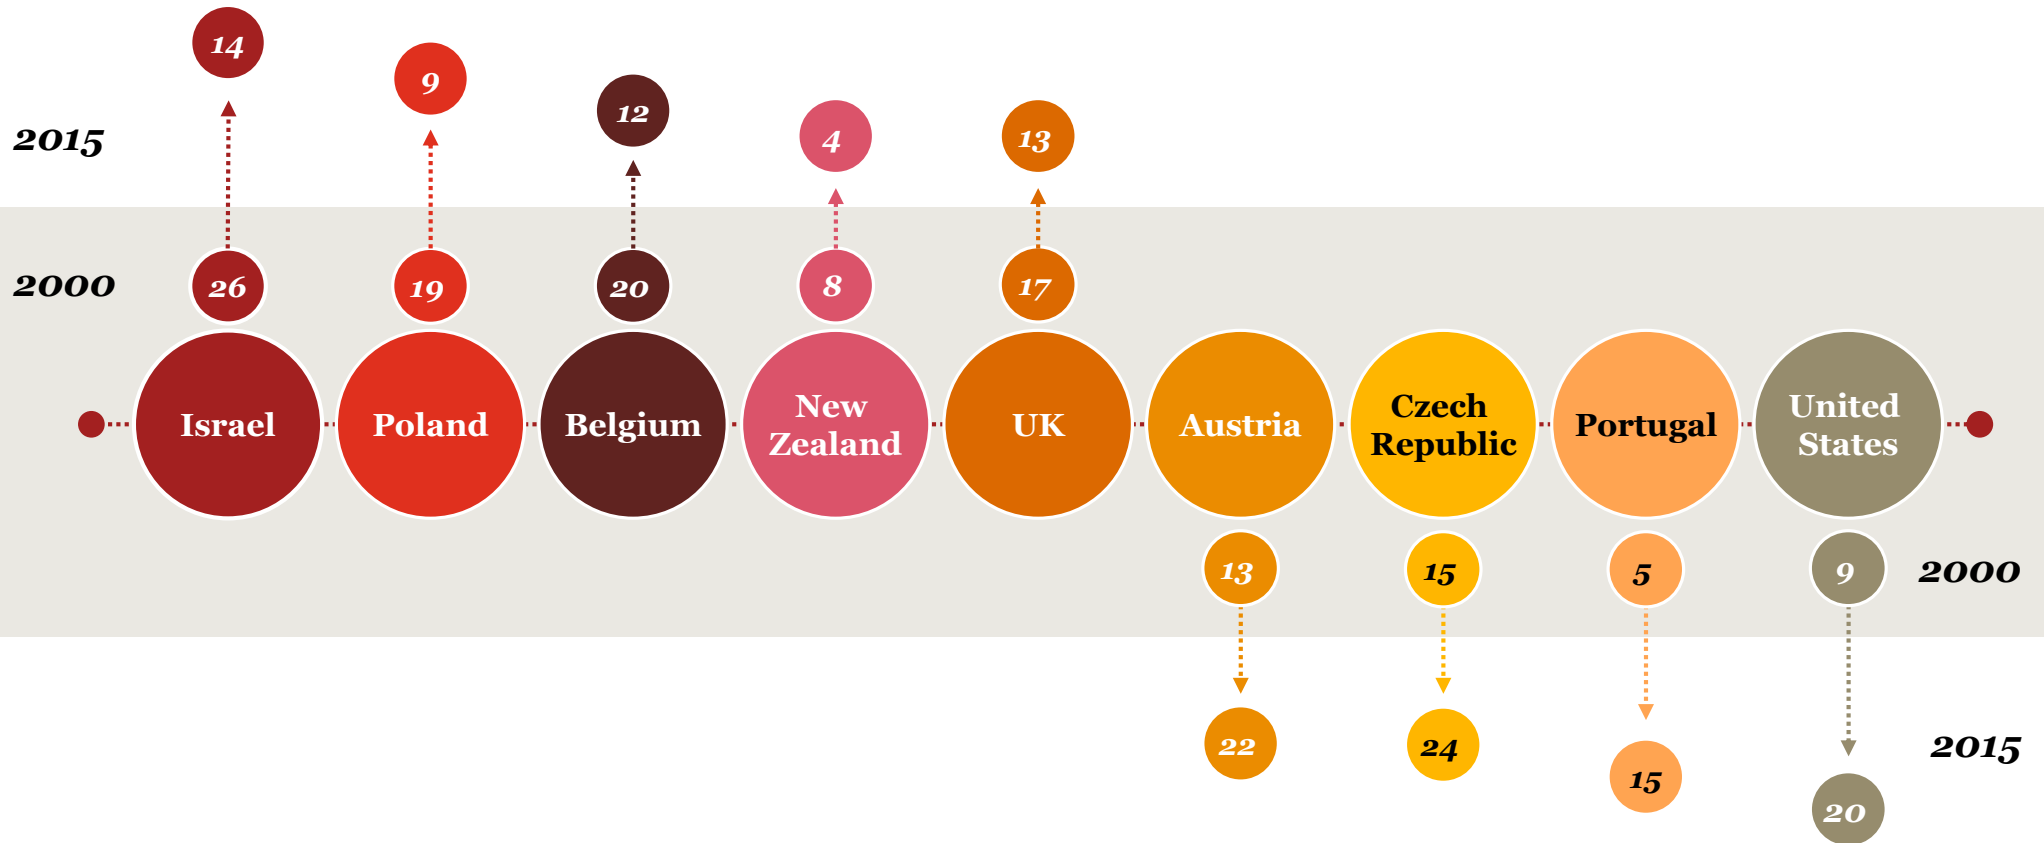 14
9
12
4
13
2015
2000
26
19
20
8
17
Israel
Poland
Belgium
New
Zealand
UK
Austria
Czech
Republic
Portugal
United
States
13
15
5
9
2000
22
24
15
20
2015